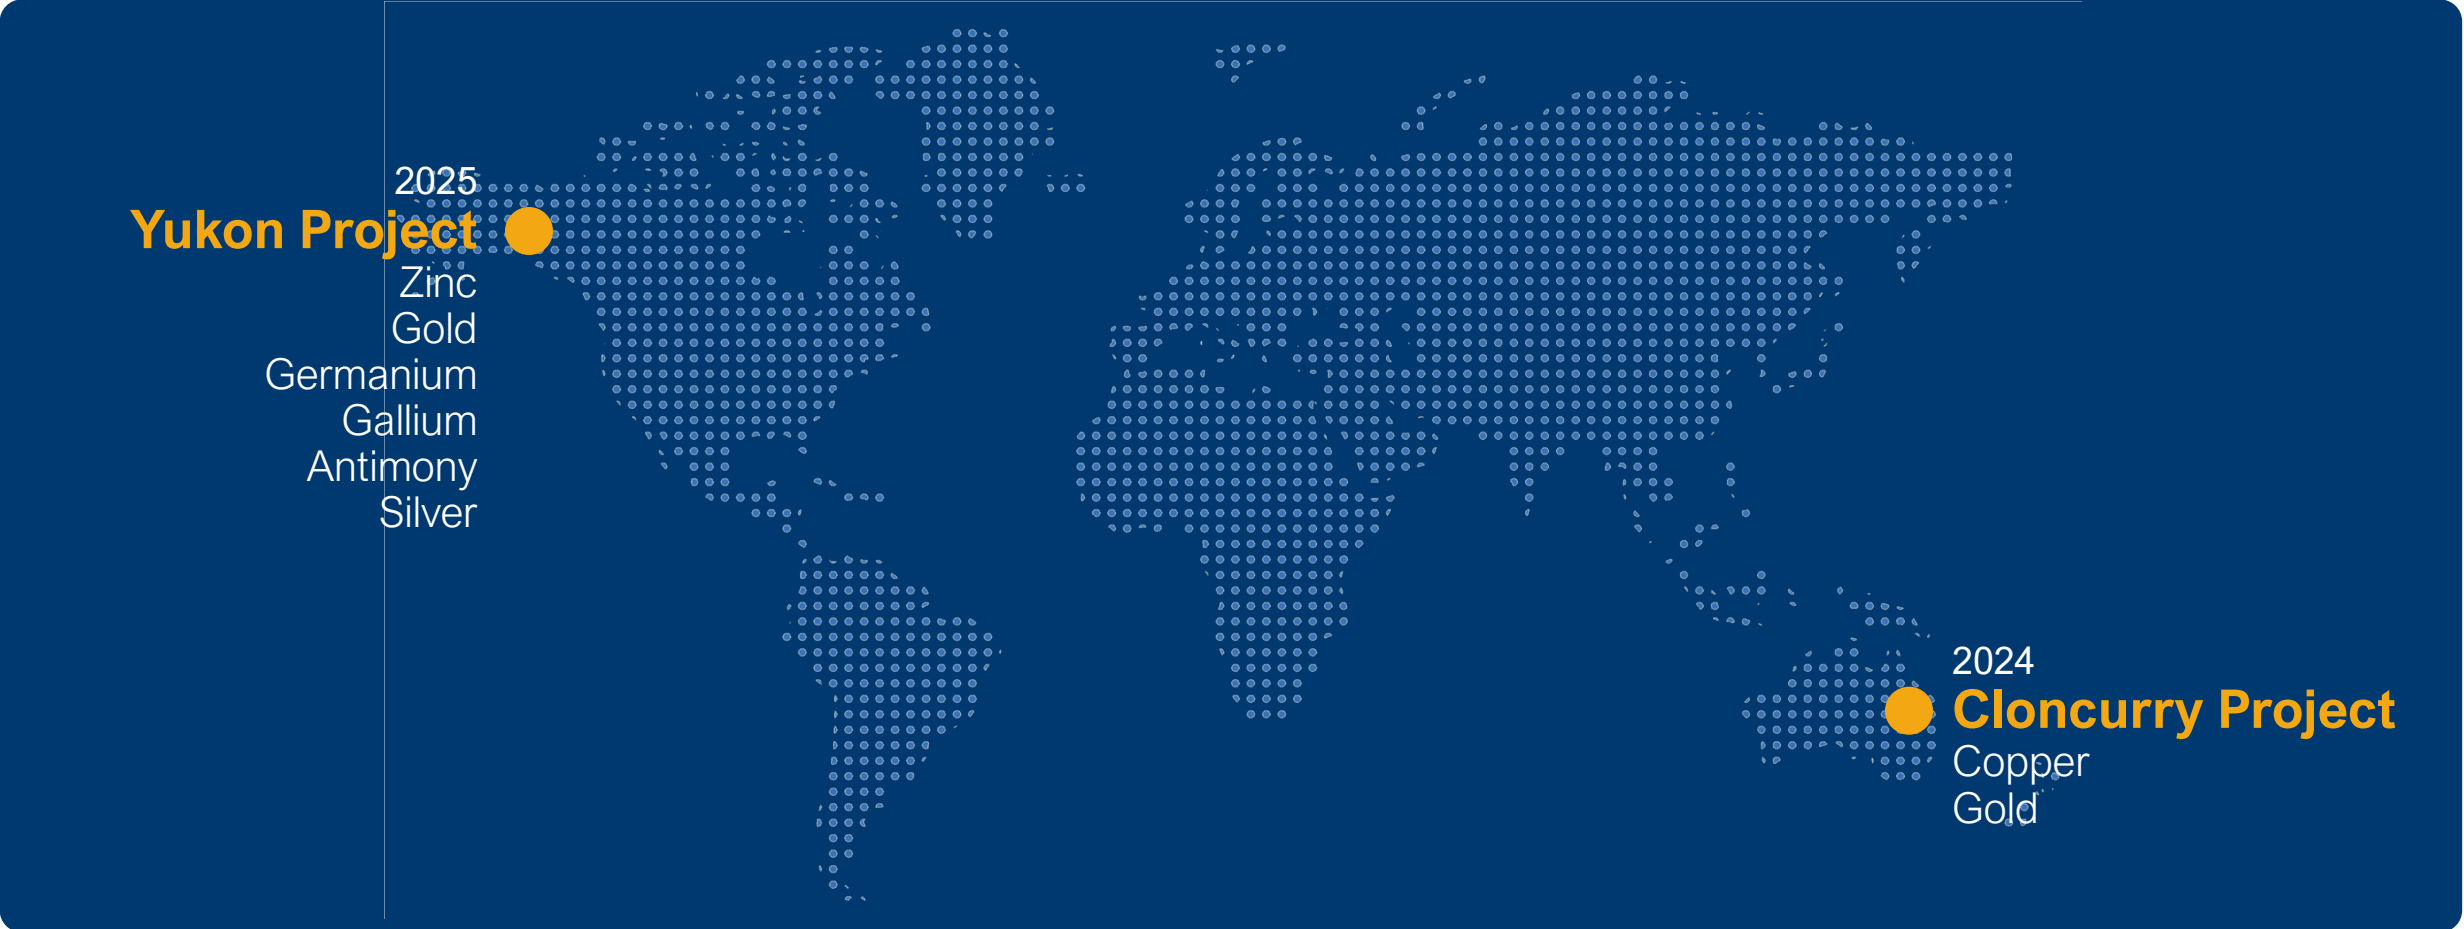 2025
Yukon Project
Zinc
Gold
Germanium
Gallium
Antimony
Silver
2024
Cloncurry Project
Copper
Gold